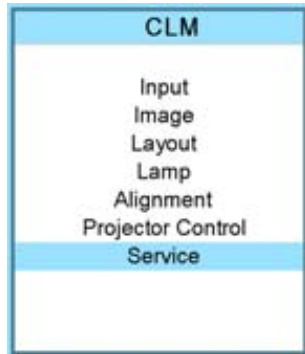 CLM
Input
Image
Layout
Lamp
Alignment
Projector Control
Service